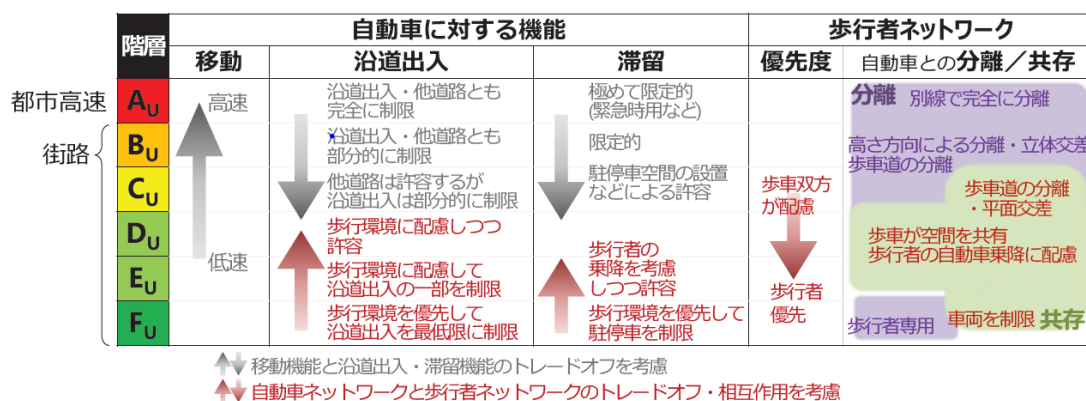 階層
自動車に対する機能
歩行者ネットワーク
移動
沿道出入
滞留
優先度
自動車との分離／共存
都市高速
街路
AU
BU
CU
DU
EU
FU
高速
低速
沿道出入・他道路とも
完全に制限
沿道出入・他道路とも
部分的に制限
他道路は許容するが
沿道出入は部分的に制限
歩行環境に配慮しつつ
許容
歩行環境に配慮して
沿道出入の一部を制限
歩行環境を優先して
沿道出入を最低限に制限
極めて限定的
(緊急時用など)
限定的
駐停車空間の設置
などによる許容
歩行者の
乗降を考慮
しつつ許容
歩行環境を優先して
駐停車を制限
歩車双方
が配慮
歩行者
優先
分離 別線で完全に分離
高さ方向による分離・立体交差
歩車道の分離
歩車道の分離
・平面交差
歩車が空間を共有
歩行者の自動車乗降に配慮
歩行者専用
車両を制限 共存
移動機能と沿道出入・滞留機能のトレードオフを考慮
自動車ネットワークと歩行者ネットワークのトレードオフ・相互作用を考慮